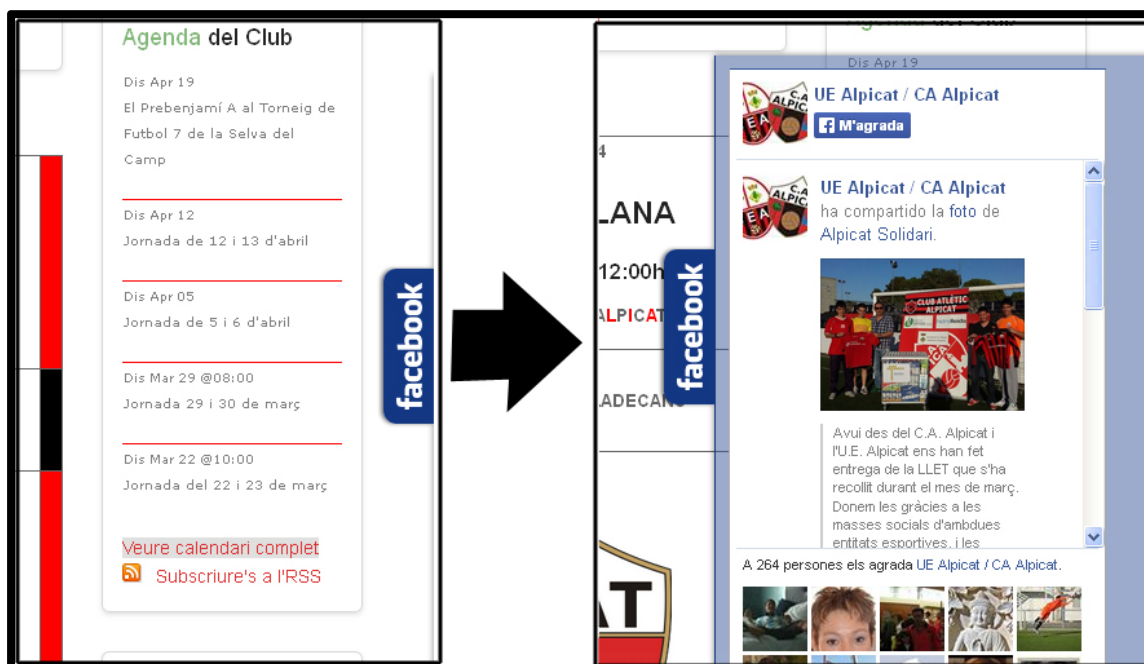 Agenda del Club
Dis Apr 19
El Prebenjamí A al Torneig de
Futbol 7 de la Selva del
Camp
Dis Apr 12
Jornada de 12 i 13 d'abril
Dis Apr 05
Jornada de 5 i 6 d'abril
Dis Mar 29 @08:00
Jornada 29 i 30 de març
Dis Mar 22 @10:00
Jornada del 22 i 23 de març
Veure calendari complet
Subscriure's a l'RSS
facebook
del Club
Dis Apr 19
4
LANA
12:00h
ALPICAT
LADECANS
AT
facebook
UE Alpicat / CA Alpicat
M'agrada
UE Alpicat / CA Alpicat
ha compartido la foto de
Alpicat Solidari.
CLUB ATLÈTIC
ALPICAT
Avui des del C.A. Alpicat i
l'U.E. Alpicat ens han fet
entrega de la LLET que s'ha
recollit durant el mes de març.
Donem les gràcies a les
masses socials d'ambdues
entitats esportives, i les
A 264 persones els agrada UE Alpicat / CA Alpicat.